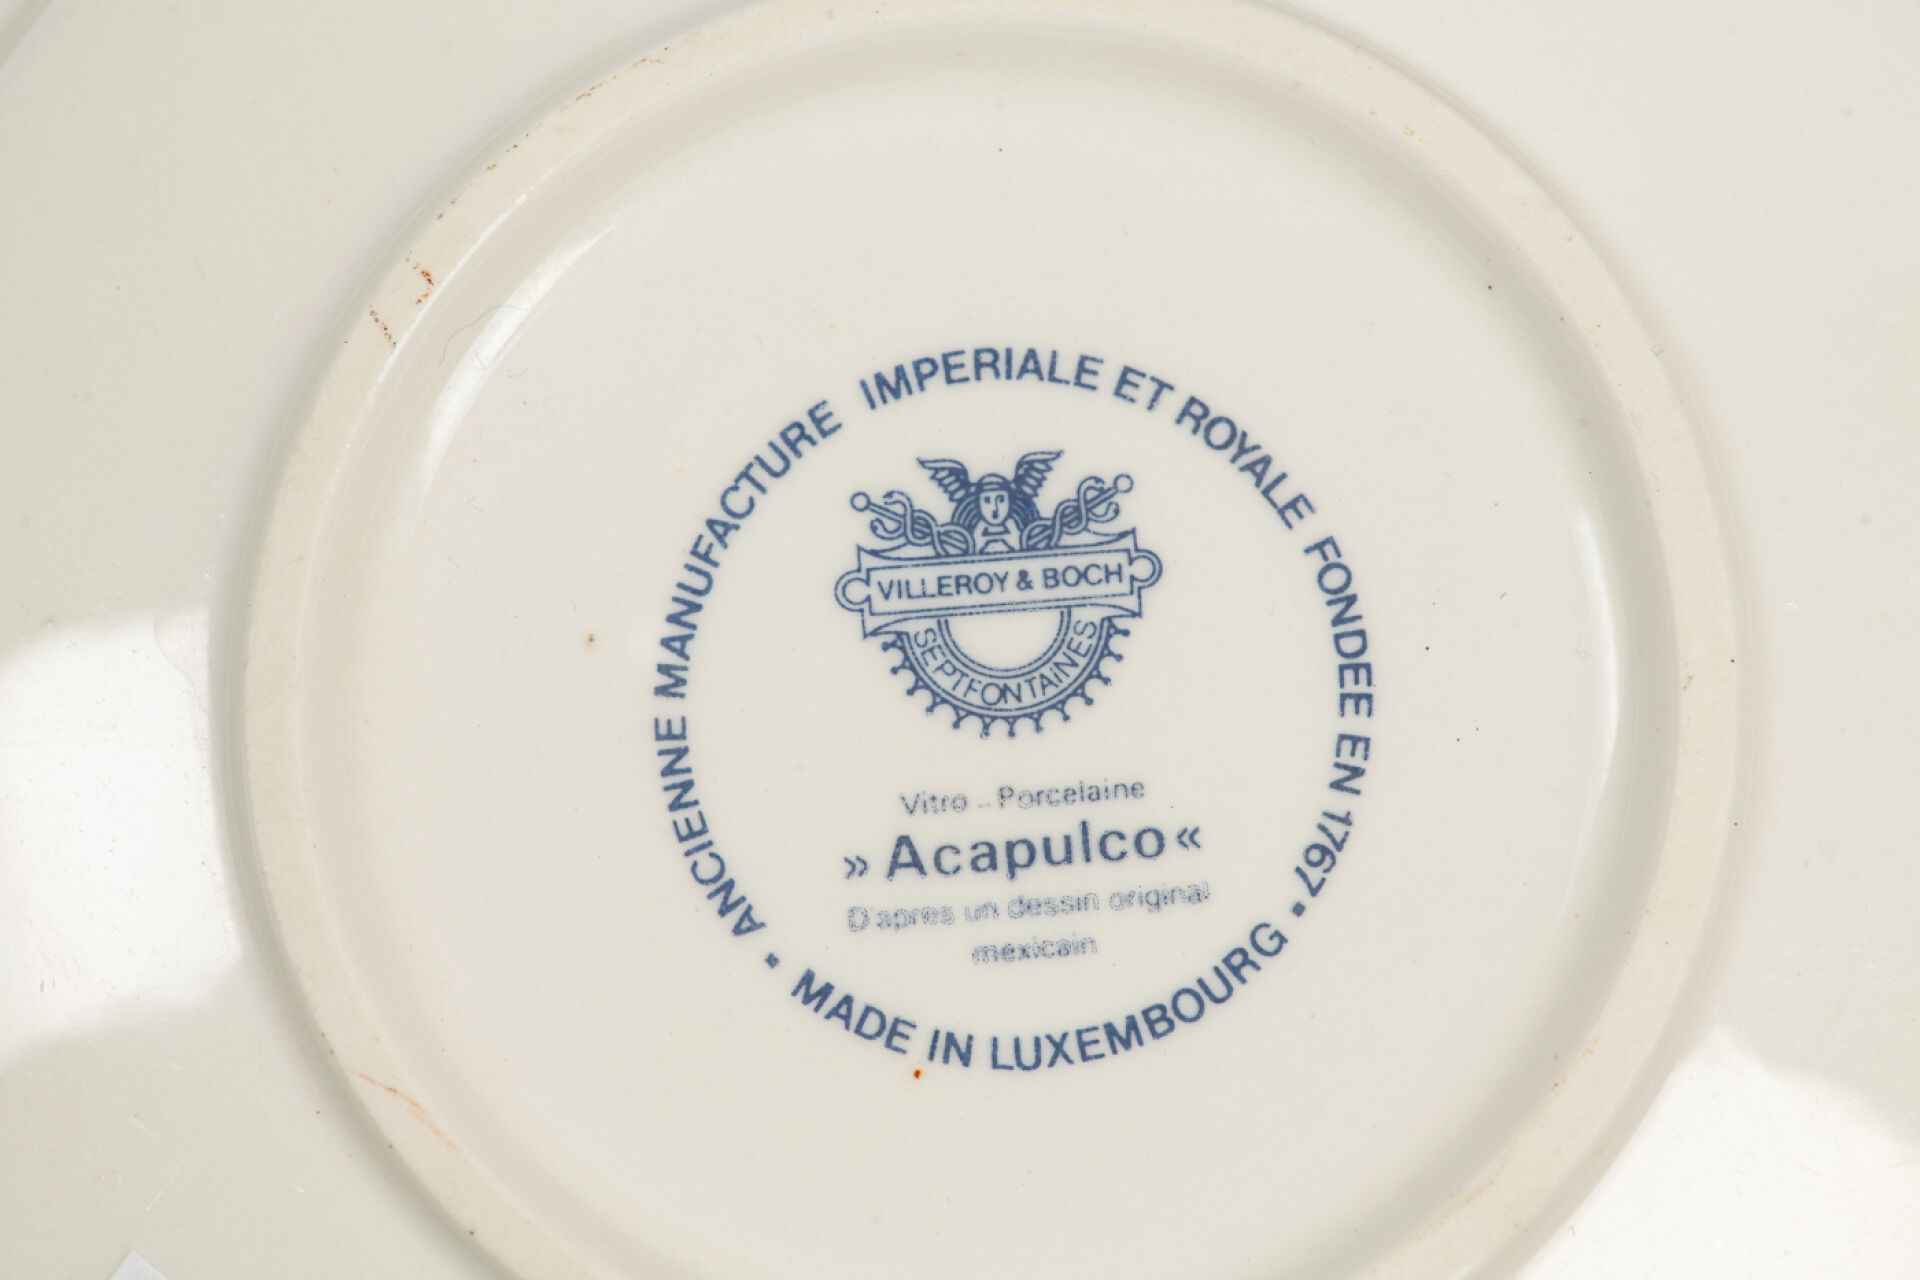 ANCIENNE MANUFACTURE IMPERIALE ET ROYALE FONDEE EN 1767 •
VILLEROY & BOCH
SEPTFONTAINES
Vitro - Porcelaine
» Acapulco «
D'apres un dessin original
mexicain
• MADE IN LUXEMBOURG